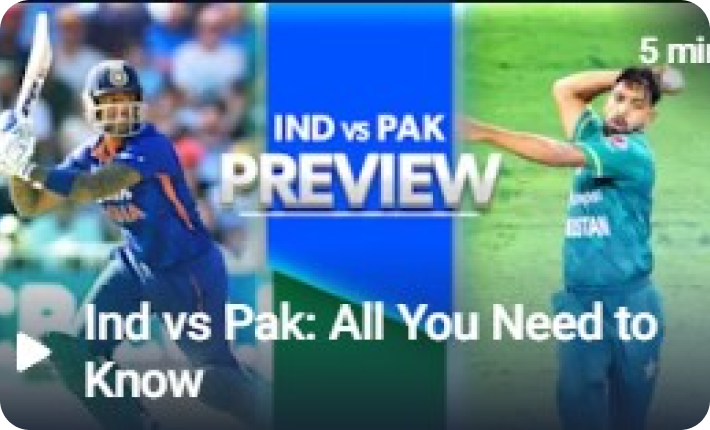 5 min
IND vs PAK
PREVIEW
Ind vs Pak: All You Need to
Know